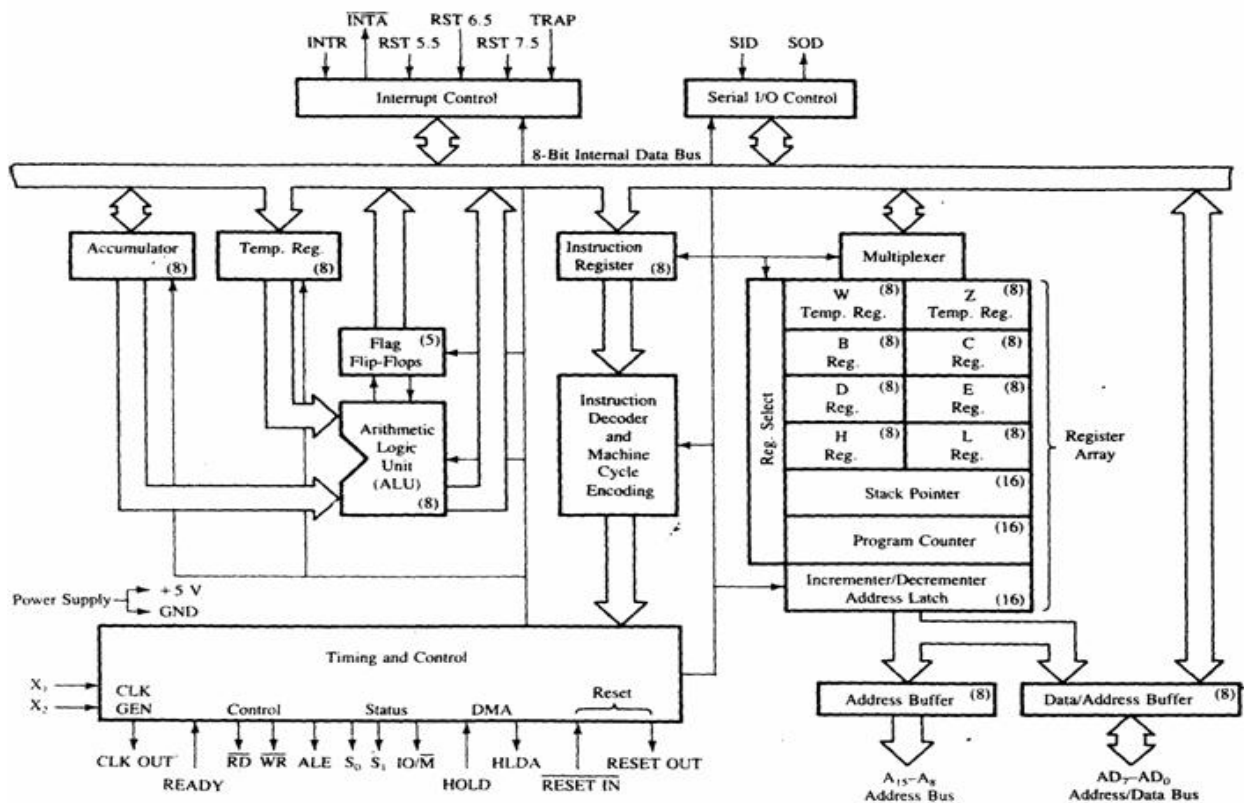 INTA
RST 6.5
TRAP
INTR
RST 5.5
RST 7.5
SID
SOD
Interrupt Control
Serial I/O Control
8-Bit Internal Data Bus
Accumulator
(8)
Temp. Reg.
(8)
Instruction
Register (8)
Multiplexer
W (8)
Temp. Reg.
Z (8)
Temp. Reg.
Flag (5)
Flip-Flops
B (8)
Reg.
C (8)
Reg.
D (8)
Reg.
E (8)
Reg.
H (8)
Reg.
L (8)
Reg.
Reg. Select
Register
Array
Arithmetic
Logic
Unit
(ALU)
(8)
Instruction
Decoder
and
Machine
Cycle
Encoding
Stack Pointer (16)
Program Counter (16)
Incrementer/Decrementer
Address Latch (16)
Power Supply
+5 V
GND
Timing and Control
X₁
X₂
CLK
GEN
Control
Status
DMA
Reset
CLK OUT
READY
RD
WR
ALE
S₀
S₁
IO/M
HOLD
HLDA
RESET IN
RESET OUT
Address Buffer (8)
Data/Address Buffer (8)
A₁₅–A₈
Address Bus
AD₇–AD₀
Address/Data Bus